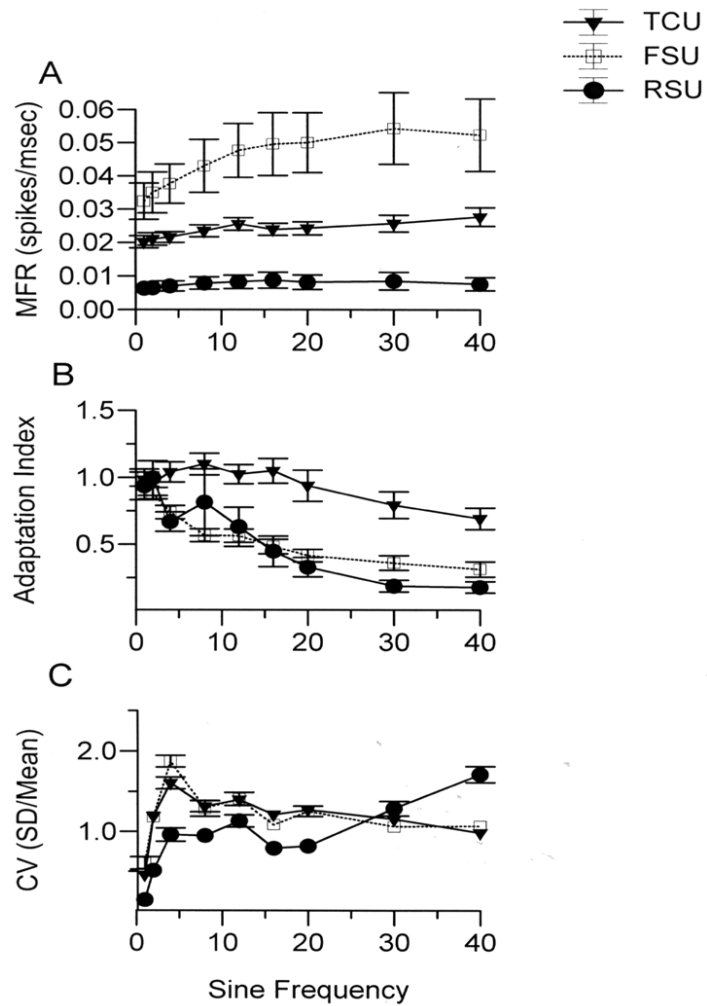 TCU
FSU
RSU
A
0.06
0.05
0.04
0.03
0.02
0.01
0.00
MFR (spikes/msec)
0 10 20 30 40
B
1.5
1.0
0.5
Adaptation Index
0 10 20 30 40
C
2.0
1.0
CV (SD/Mean)
0 10 20 30 40
Sine Frequency